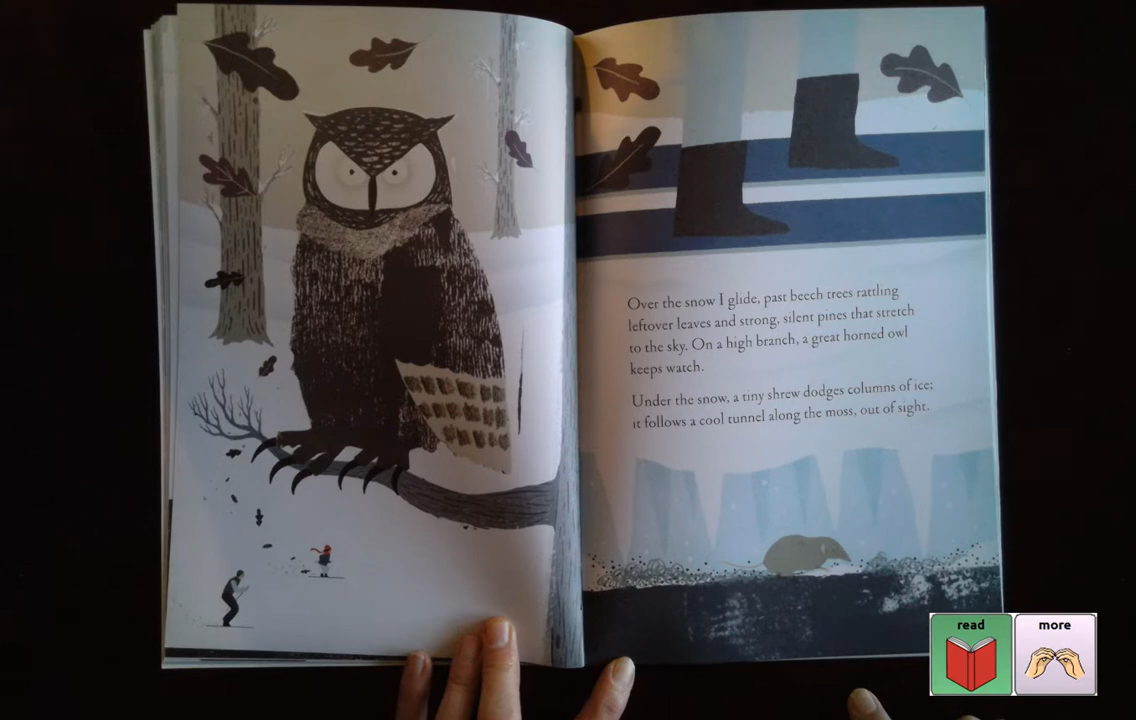 Over the snow I glide, past beech trees rattling
leftover leaves and strong, silent pines that stretch
to the sky. On a high branch, a great horned owl
keeps watch.
Under the snow, a tiny shrew dodges columns of ice;
it follows a cool tunnel along the moss, out of sight.
read more